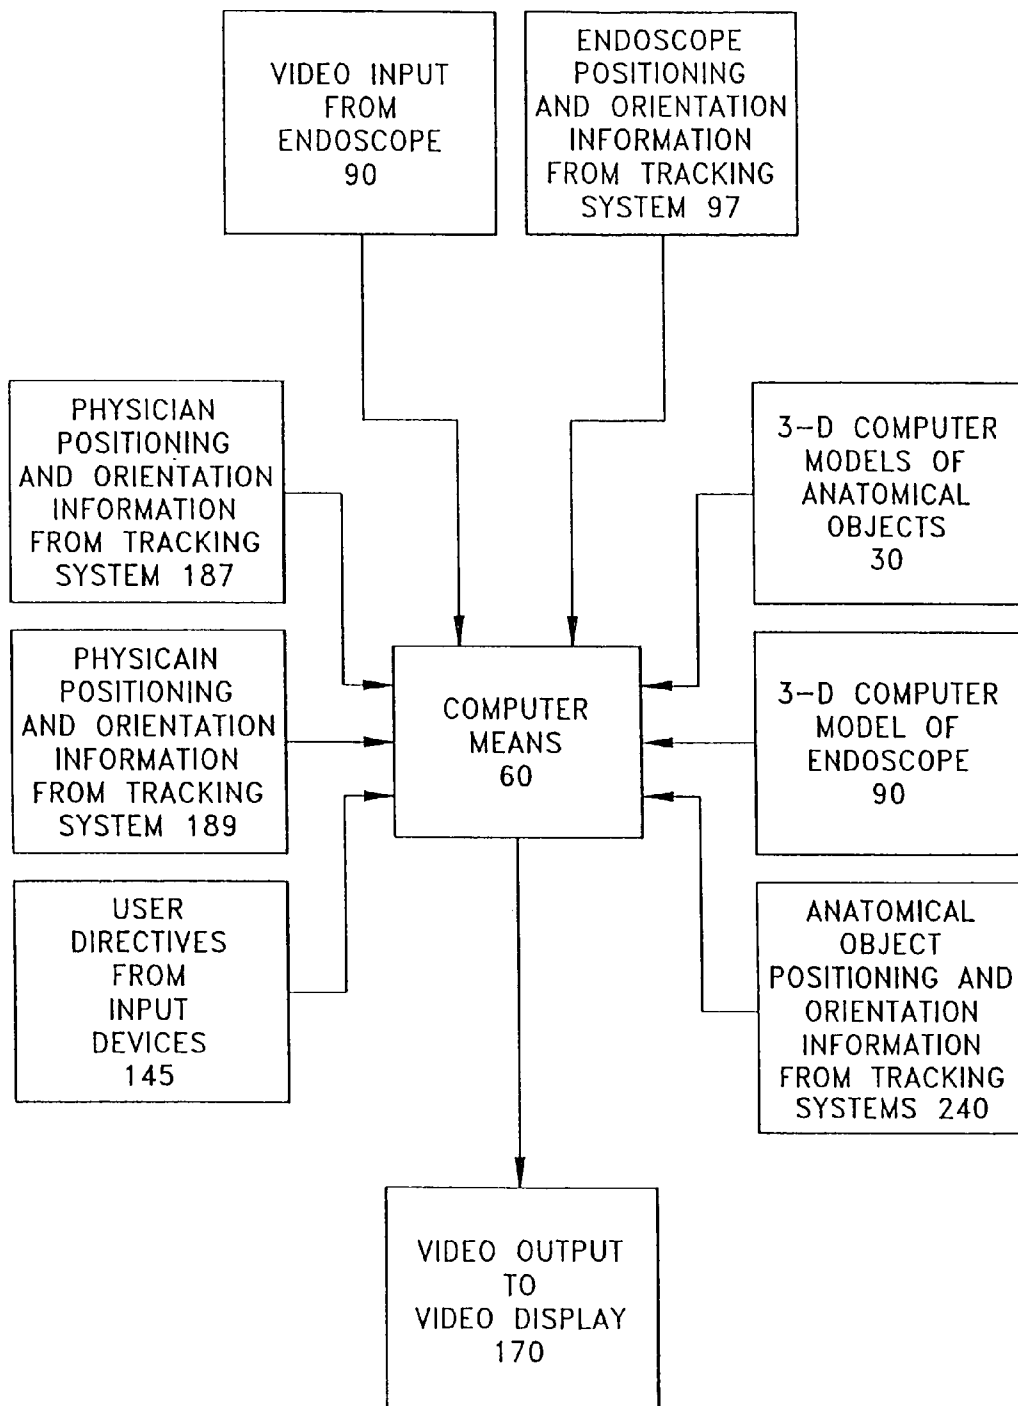 VIDEO INPUT
FROM
ENDOSCOPE
90
ENDOSCOPE
POSITIONING
AND ORIENTATION
INFORMATION
FROM TRACKING
SYSTEM 97
PHYSICIAN
POSITIONING
AND ORIENTATION
INFORMATION
FROM TRACKING
SYSTEM 187
3-D COMPUTER
MODELS OF
ANATOMICAL
OBJECTS
30
PHYSICAIN
POSITIONING
AND ORIENTATION
INFORMATION
FROM TRACKING
SYSTEM 189
COMPUTER
MEANS
60
3-D COMPUTER
MODEL OF
ENDOSCOPE
90
USER
DIRECTIVES
FROM
INPUT
DEVICES
145
ANATOMICAL
OBJECT
POSITIONING AND
ORIENTATION
INFORMATION
FROM TRACKING
SYSTEMS 240
VIDEO OUTPUT
TO
VIDEO DISPLAY
170